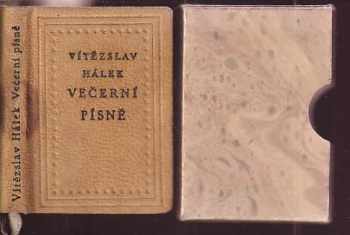 Vítězslav Hálek Večerní písně
VÍTĚZSLAV
HÁLEK
VEČERNÍ
PÍSNĚ